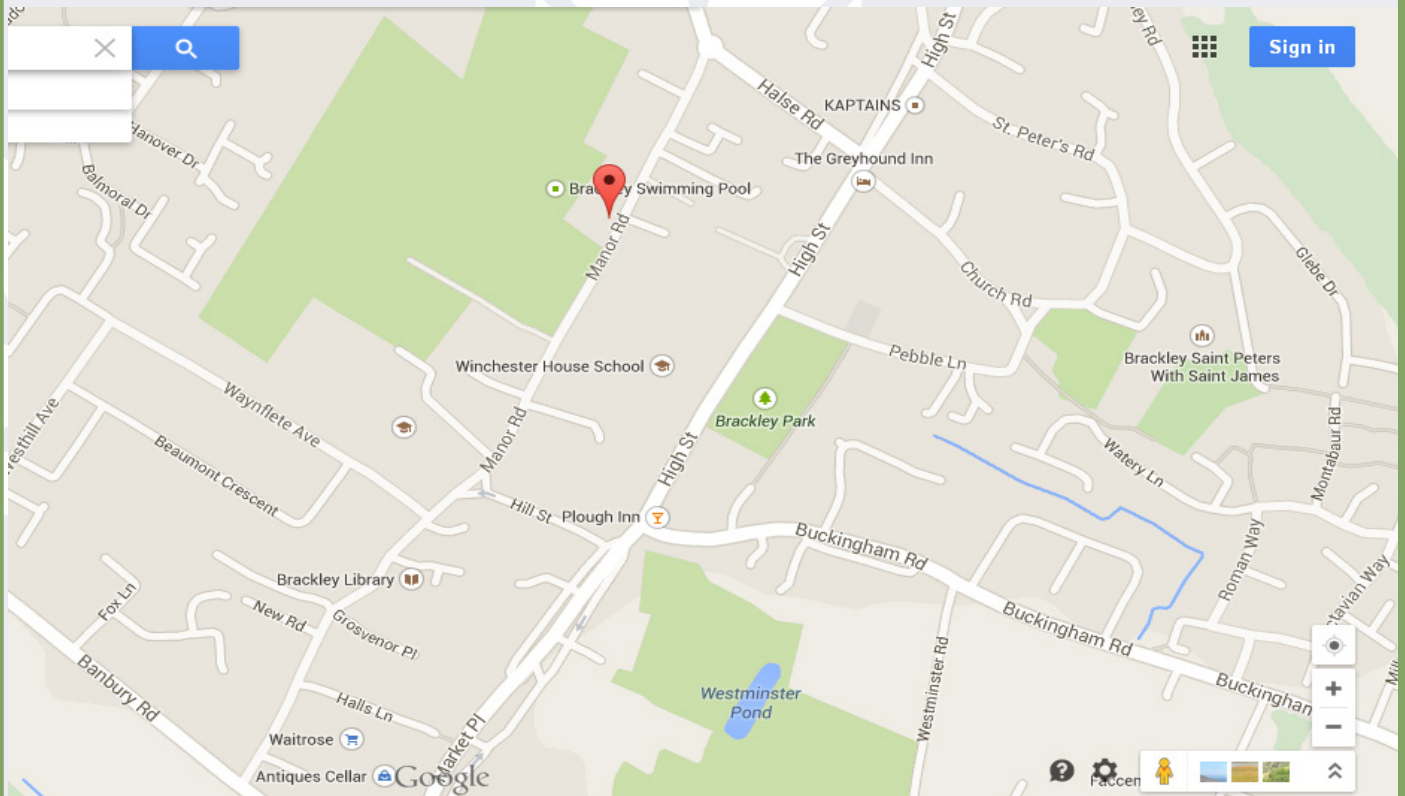 Sign in
High St
KAPTAINS
Halse Rd
St. Peter's Rd
Hanover Dr
The Greyhound Inn
Balmoral Dr
Swimming Pool
Manor Rd
High St
Glebe Dr
Church Rd
Brackley Saint Peters
With Saint James
Pebble Ln
Winchester House School
Waynflete Ave
Brackley Park
Manor Rd
Beaumont Crescent
High St
Watery Ln
Montabaur Rd
Hill St
Plough Inn
Buckingham Rd
Roman Way
Brackley Library
Fox Ln
New Rd
Grosvenor Pl
Buckingham Rd
Westminster Rd
Banbury Rd
Westminster
Pond
Halls Ln
Waitrose
Market Pl
Antiques Cellar
Google